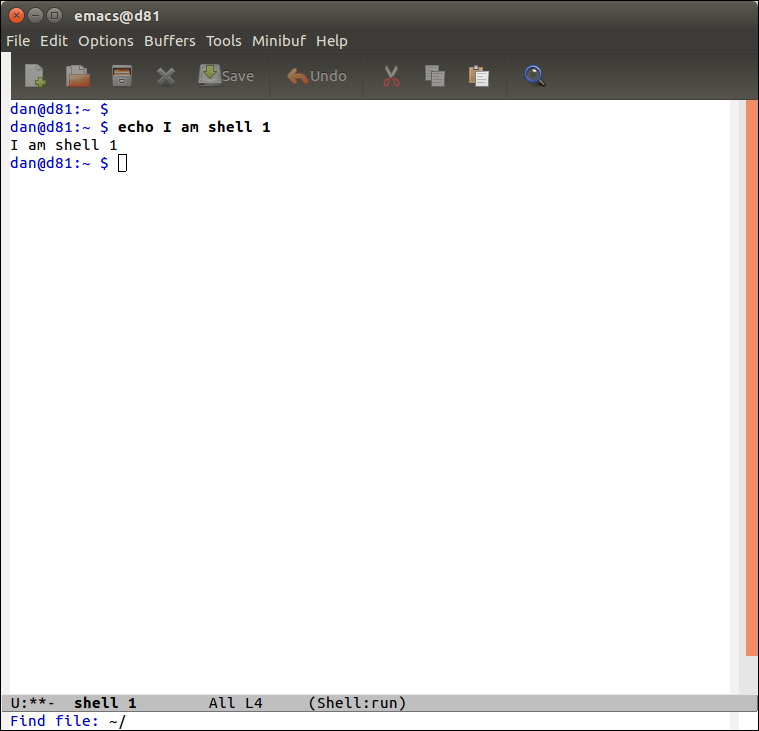 emacs@d81
File Edit Options Buffers Tools Minibuf Help
Save Undo
dan@d81:~ $
dan@d81:~ $ echo I am shell 1
I am shell 1
dan@d81:~ $
U:**-  shell 1        All L4     (Shell:run)
Find file: ~/